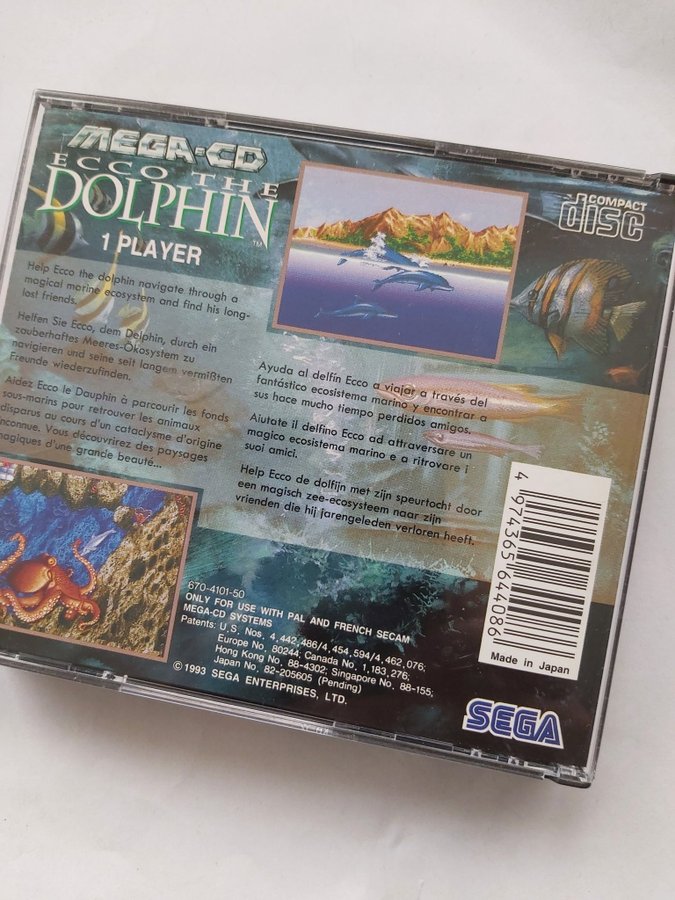 MEGA-CD
ECCO THE
DOLPHIN™
1 PLAYER
COMPACT
disc
Help Ecco the dolphin navigate through a
magical marine ecosystem and find his long-
lost friends.
Helfen Sie Ecco, dem Delphin, durch ein
zauberhaftes Meeres-Ökosystem zu
navigieren und seine seit langem vermißten
Freunde wiederzufinden.
Aidez Ecco le Dauphin à parcourir les fonds
sous-marins pour retrouver les animaux
disparus au cours d'un cataclysme d'origine
inconnue. Vous découvrirez des paysages
magiques d'une grande beauté...
Ayuda al delfín Ecco a viajar a través del
fantástico ecosistema marino y encontrar a
sus hace mucho tiempo perdidos amigos.
Aiutate il delfino Ecco ad attraversare un
magico ecosistema marino e a ritrovare i
suoi amici.
Help Ecco de dolfijn met zijn speurtocht door
een magisch zee-ecosysteem naar zijn
vrienden die hij jarengeleden verloren heeft.
4 974365 644086
Made in Japan
670-4101-50
ONLY FOR USE WITH PAL AND FRENCH SECAM
MEGA-CD SYSTEMS
Patents: U.S. Nos. 4,442,486/4,454,594/4,462,076;
Europe No. 80244; Canada No. 1,183,276;
Hong Kong No. 88-4302; Singapore No. 88-155;
Japan No. 82-205605 (Pending)
©1993 SEGA ENTERPRISES, LTD.
SEGA